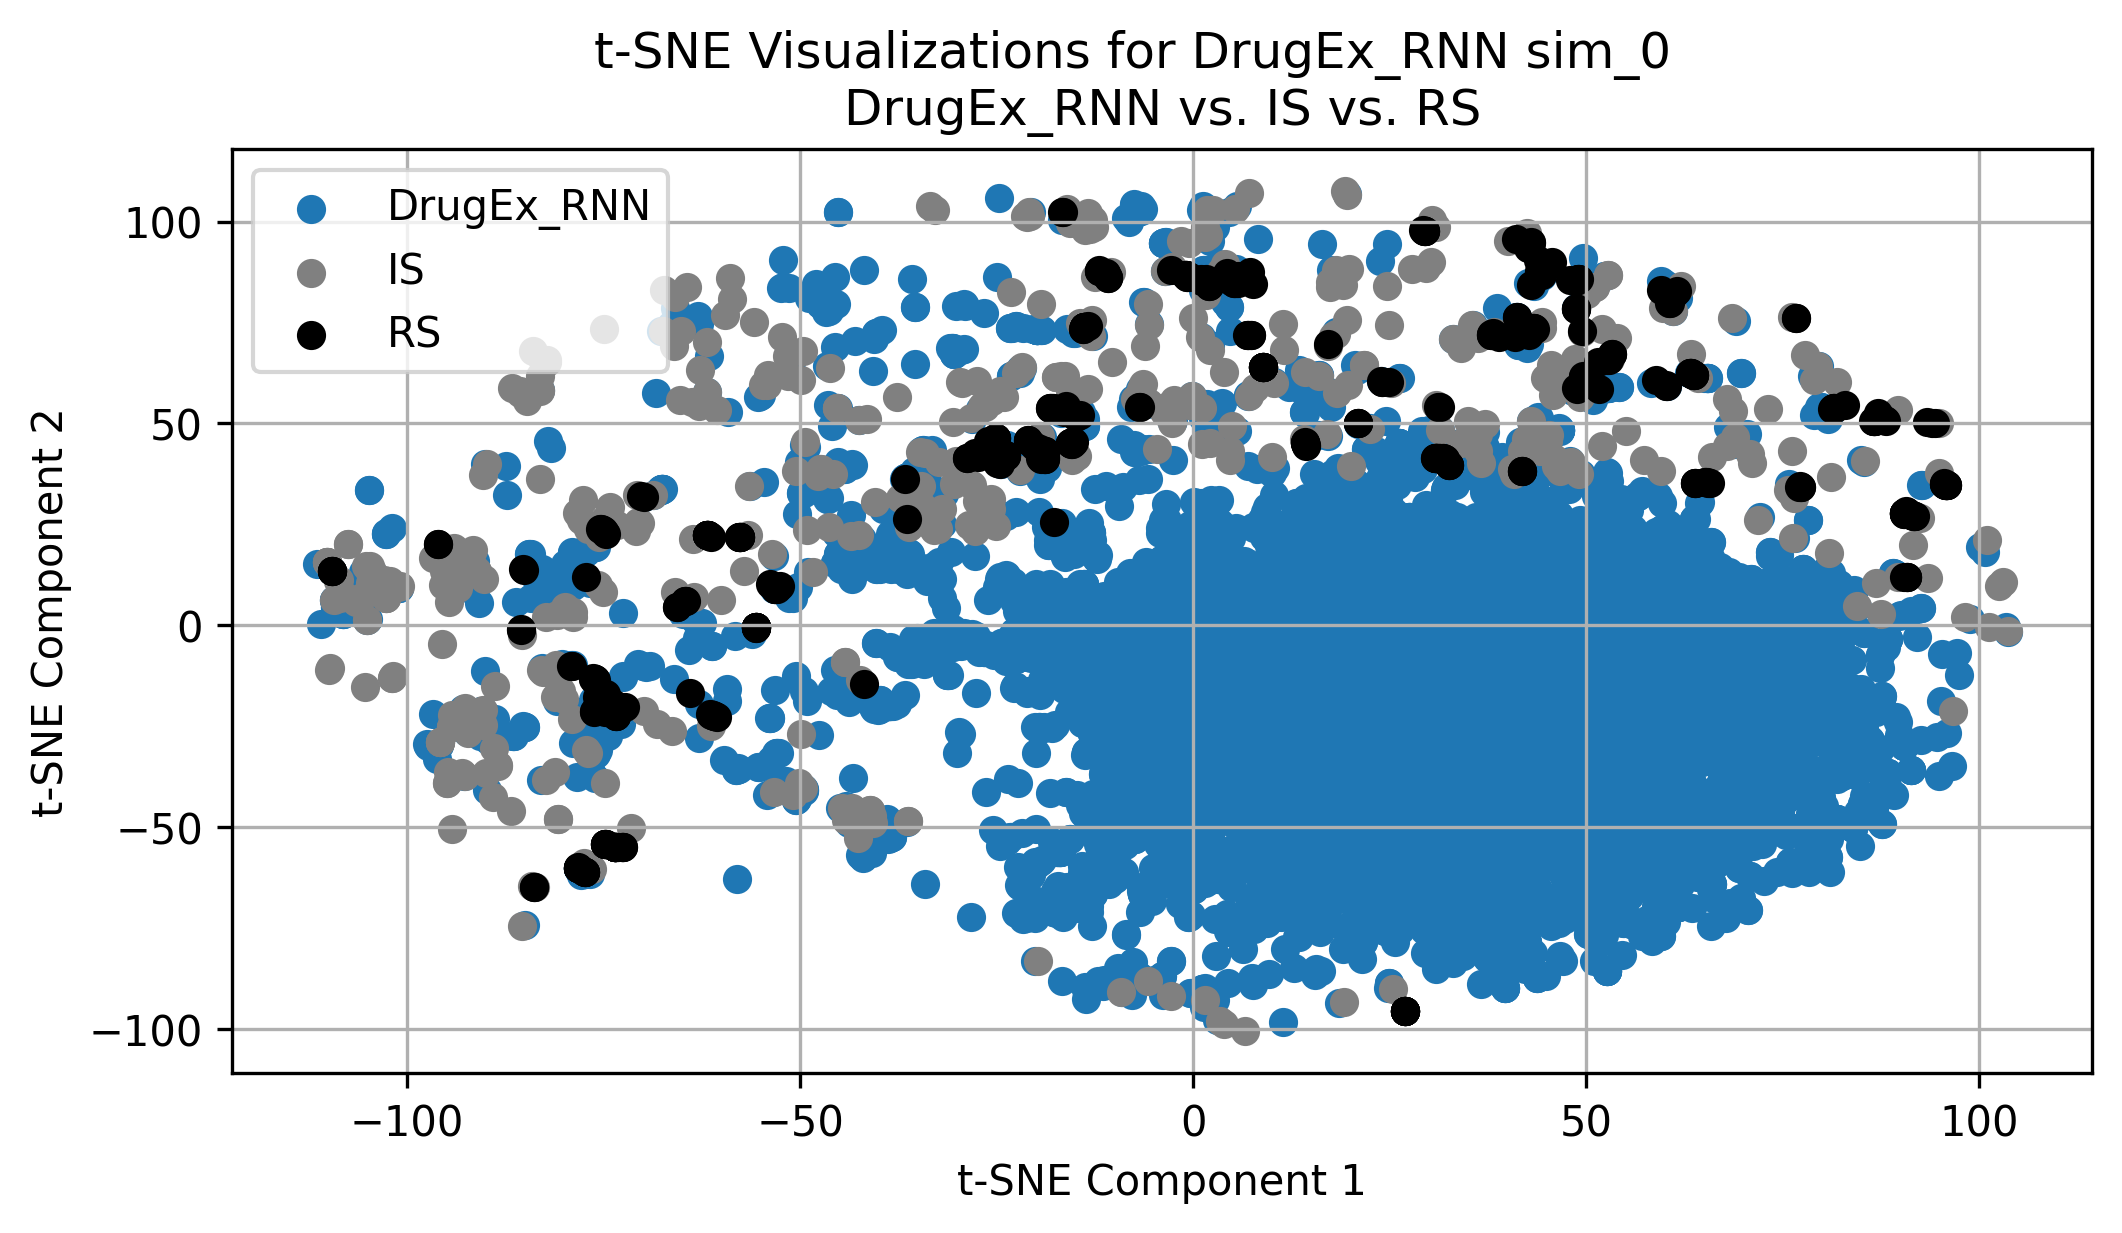 t-SNE Visualizations for DrugEx_RNN sim_0
DrugEx_RNN vs. IS vs. RS
DrugEx_RNN
IS
RS
t-SNE Component 2
100
50
0
−50
−100
−100
−50
0
50
100
t-SNE Component 1